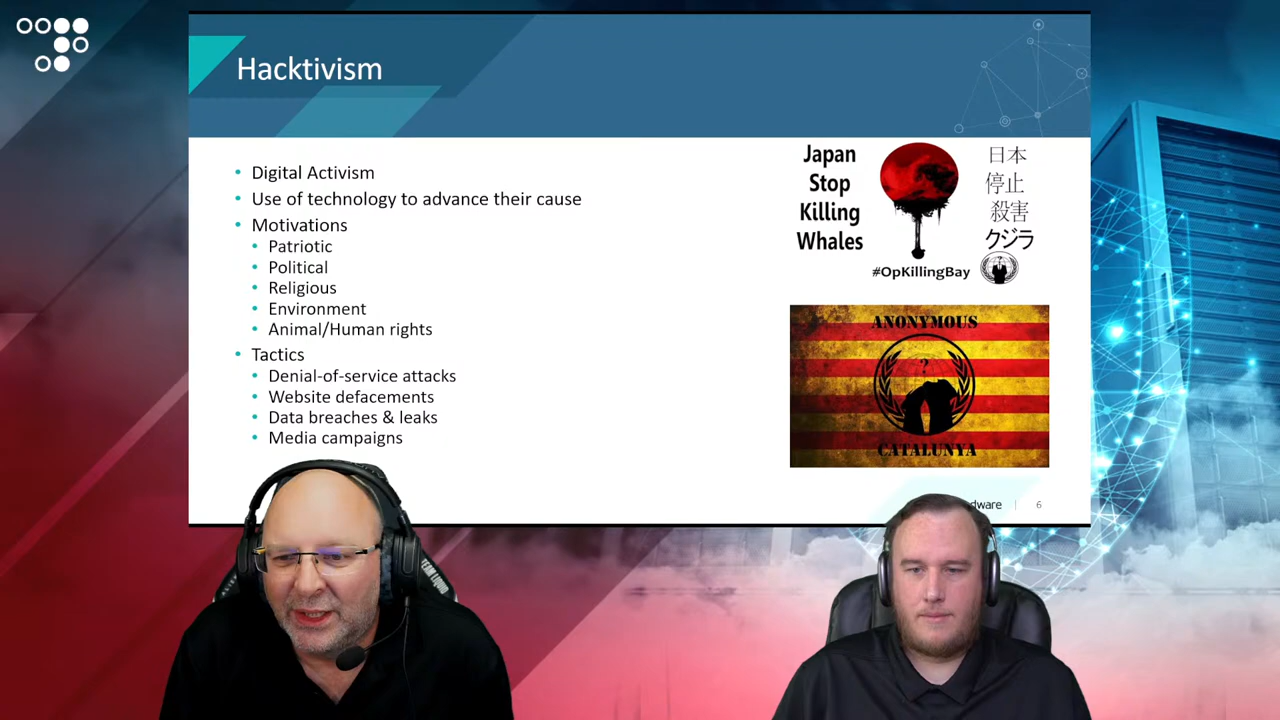 Hacktivism
• Digital Activism
• Use of technology to advance their cause
• Motivations
• Patriotic
• Political
• Religious
• Environment
• Animal/Human rights
• Tactics
• Denial-of-service attacks
• Website defacements
• Data breaches & leaks
• Media campaigns
Japan
Stop
Killing
Whales
日本
停止
殺害
クジラ
#OpKillingBay
ANONYMOUS
?
CATALUNYA
dware | 6
TEAM LIQUID